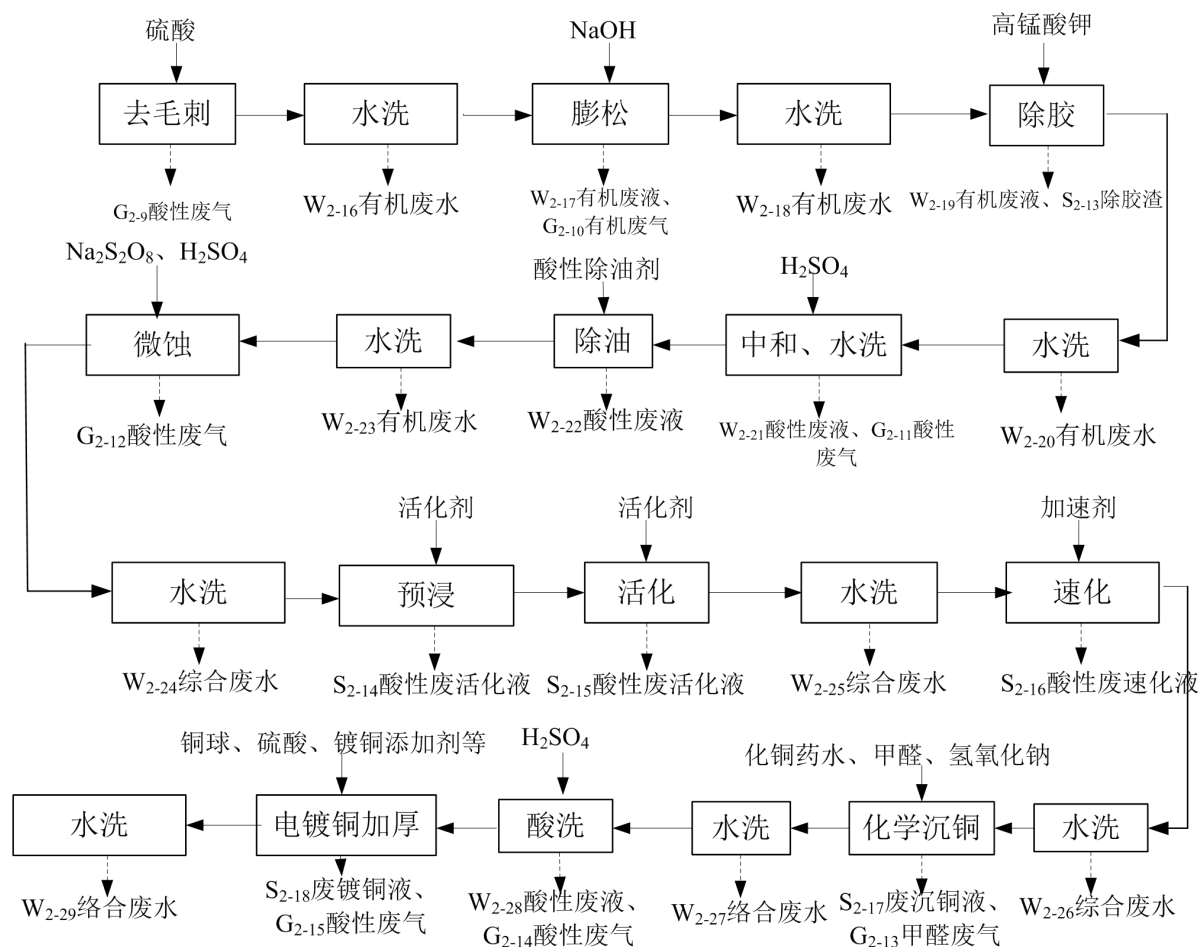 硫酸
NaOH
高锰酸钾
去毛刺
水洗
膨松
水洗
除胶
G2-9酸性废气
W2-16有机废水
W2-17有机废液、
G2-10有机废气
W2-18有机废水
W2-19有机废液、S2-13除胶渣
Na2S2O8、H2SO4
酸性除油剂
H2SO4
微蚀
水洗
除油
中和、水洗
水洗
G2-12酸性废气
W2-23有机废水
W2-22酸性废液
W2-21酸性废液、G2-11酸性
废气
W2-20有机废水
活化剂
活化剂
加速剂
水洗
预浸
活化
水洗
速化
W2-24综合废水
S2-14酸性废活化液
S2-15酸性废活化液
W2-25综合废水
S2-16酸性废速化液
铜球、硫酸、镀铜添加剂等
H2SO4
化铜药水、甲醛、氢氧化钠
水洗
电镀铜加厚
酸洗
水洗
化学沉铜
水洗
W2-29络合废水
S2-18废镀铜液、
G2-15酸性废气
W2-28酸性废液、
G2-14酸性废气
W2-27络合废水
S2-17废沉铜液、
G2-13甲醛废气
W2-26综合废水